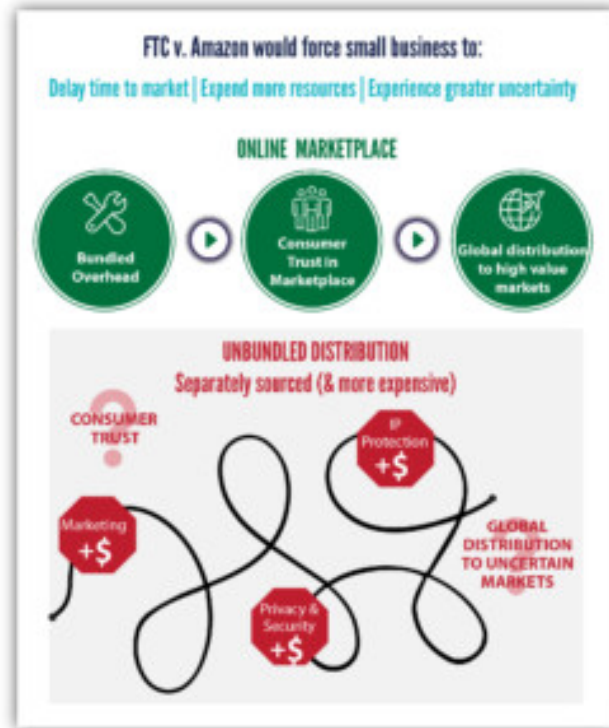 FTC v. Amazon would force small business to:
Delay time to market | Expend more resources | Experience greater uncertainty
ONLINE MARKETPLACE
Bundled
Overhead
Consumer
Trust in
Marketplace
Global distribution
to high value
markets
UNBUNDLED DISTRIBUTION
Separately sourced (& more expensive)
?
CONSUMER
TRUST
IP
Protection
+$
Marketing
+$
?
GLOBAL
DISTRIBUTION
TO UNCERTAIN
MARKETS
Privacy &
Security
+$